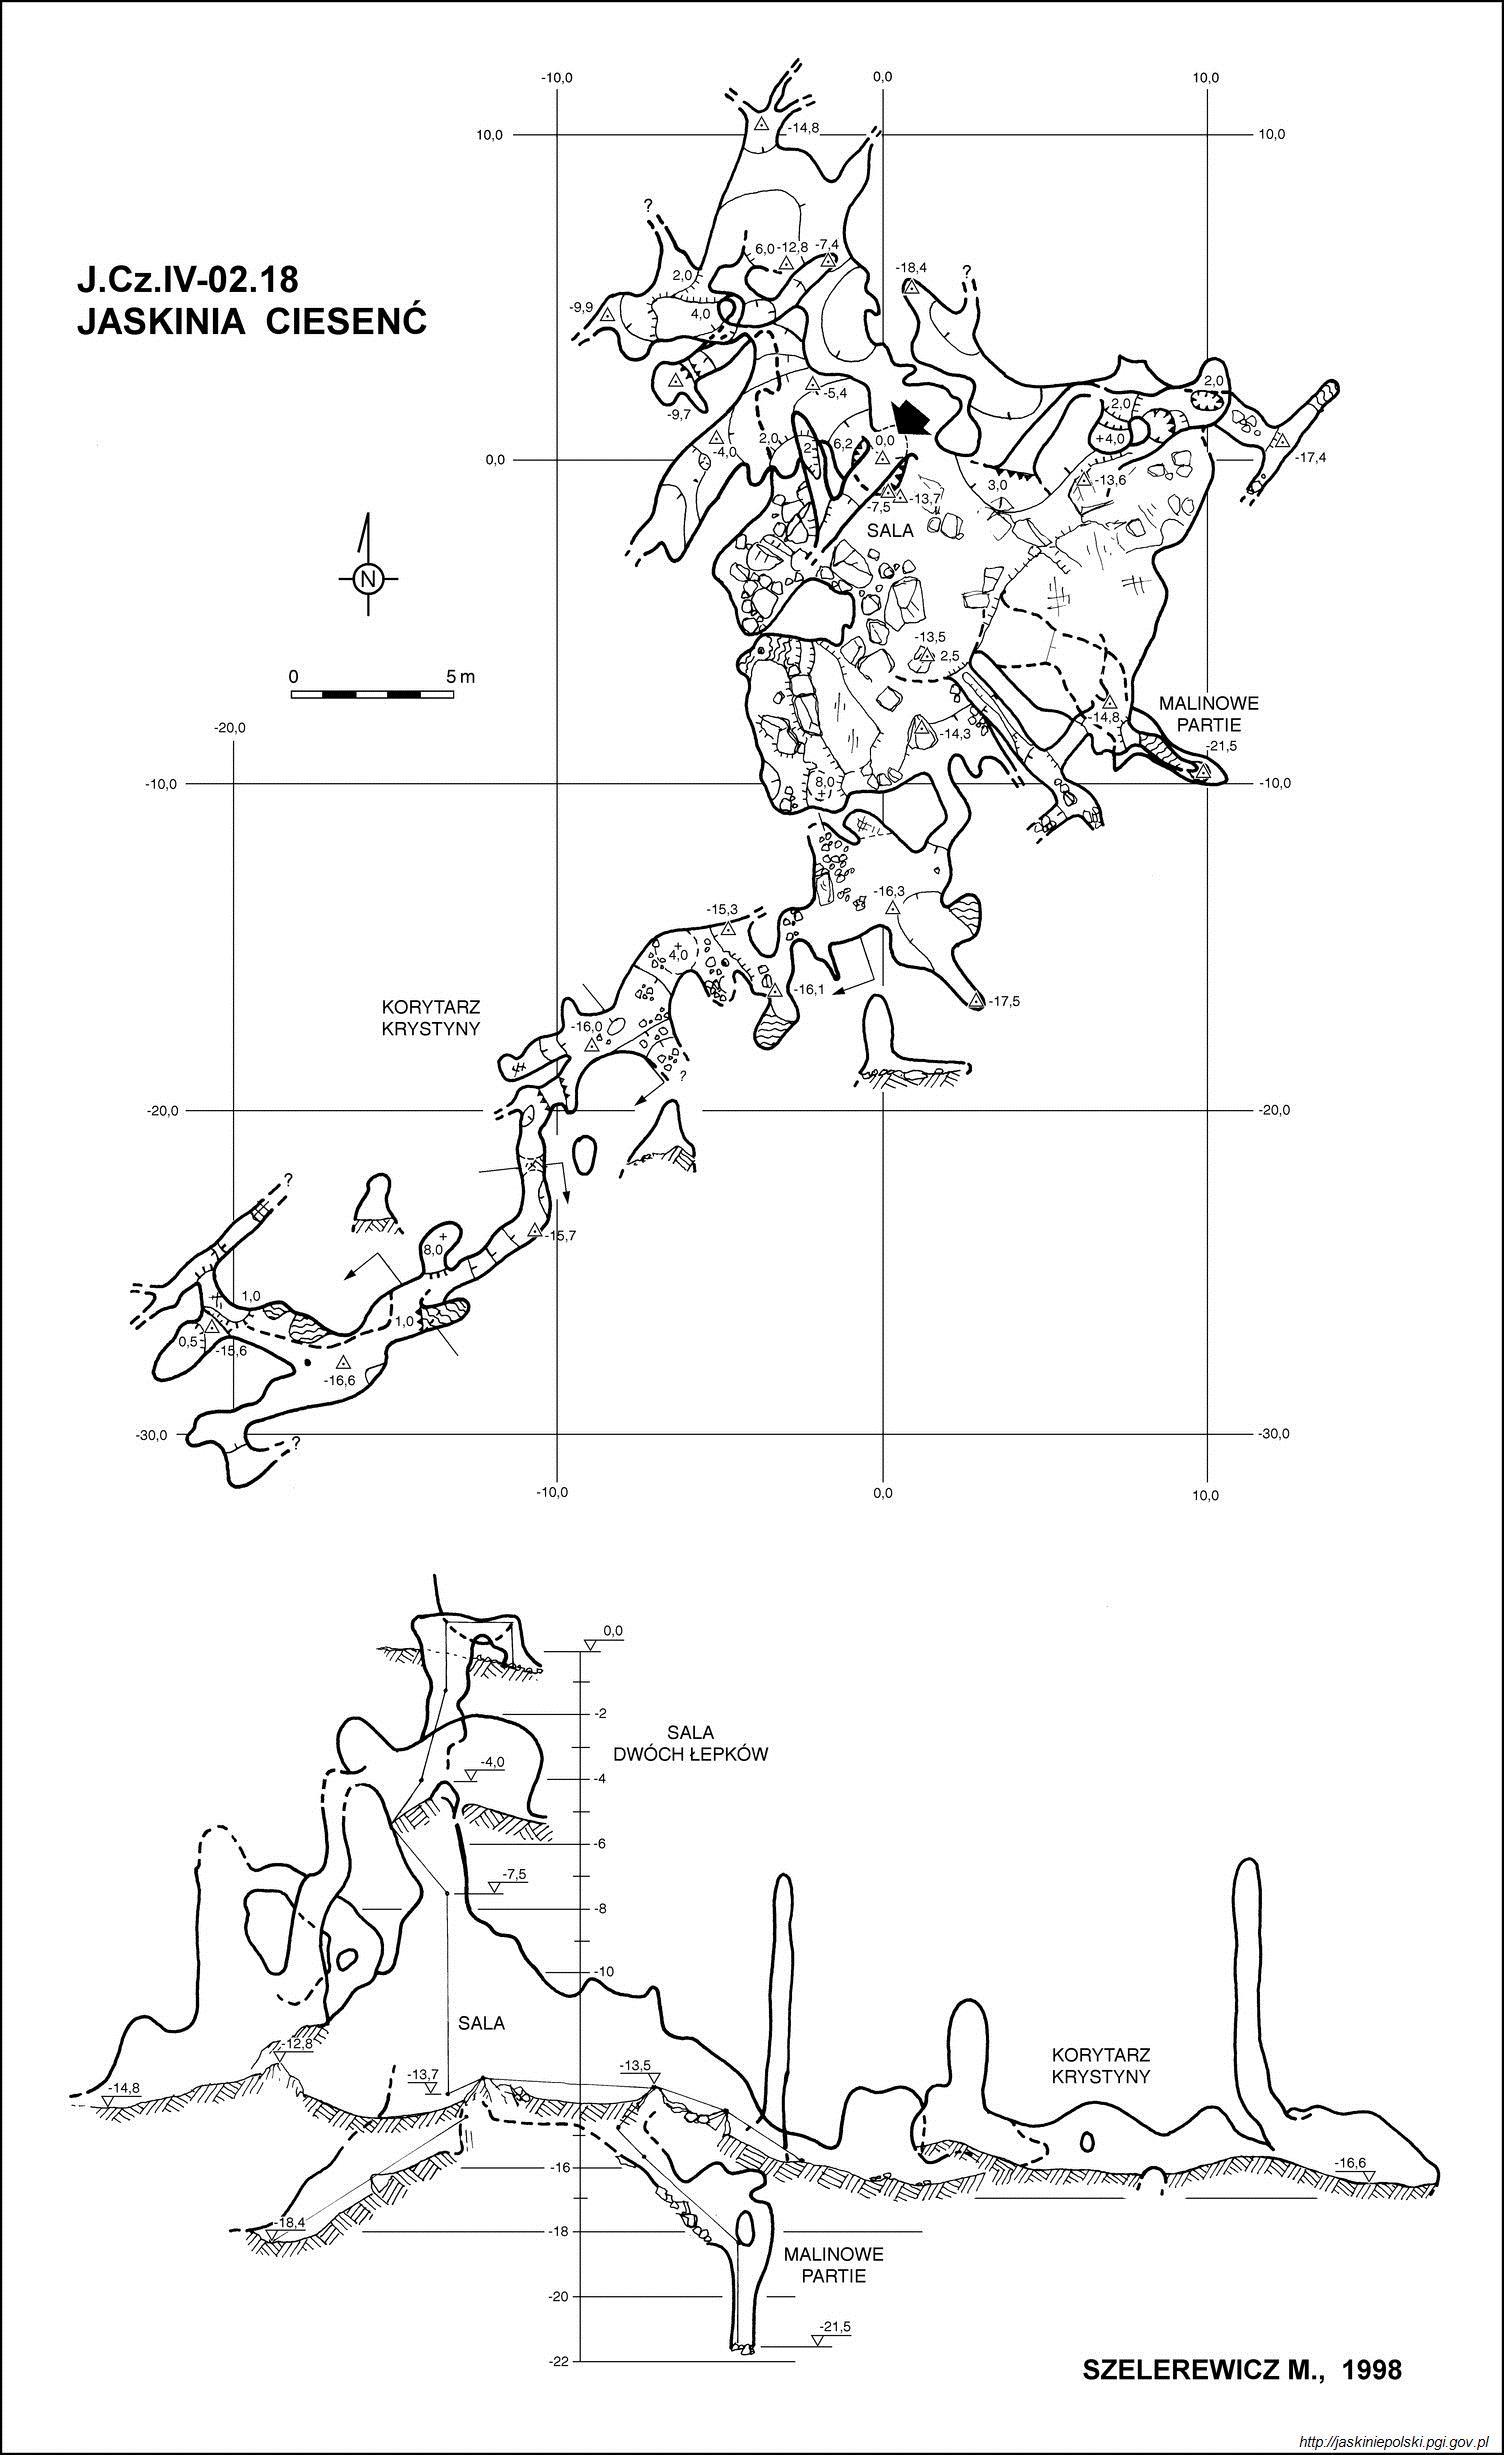 -10,0 0,0 10,0
10,0 -14,8 10,0
?
6,0 -12,8 -7,4
-18,4 ?
J.Cz.IV-02.18
JASKINIA CIESENĆ
2,0
-9,9 4,0
2,0
-9,7 -5,4 2,0
-4,0 2,0 2 6,2 0,0 +4,0
0,0 -17,4
3,0 -13,6
-7,5 -13,7
SALA
N
-13,5
2,5
0 5 m
MALINOWE
PARTIE
-14,8
-20,0 -14,3 -21,5
-10,0 8,0 -10,0
-16,3
-15,3
4,0
-16,1 -17,5
KORYTARZ
KRYSTYNY
-16,0
?
-20,0 -20,0
?
-15,7
8,0
1,0
1,0
0,5 -15,6
-16,6
-30,0 ? -30,0
-10,0 0,0 10,0
0,0
-2
SALA
DWÓCH ŁEPKÓW
-4,0
-4
-6
-7,5
-8
-10
SALA
-12,8
-13,7 -13,5
KORYTARZ
KRYSTYNY
-14,8
-16 -16,6
-18,4 -18
MALINOWE
PARTIE
-20
-21,5
-22
SZELEREWICZ M., 1998
http://jaskiniepolski.pgi.gov.pl